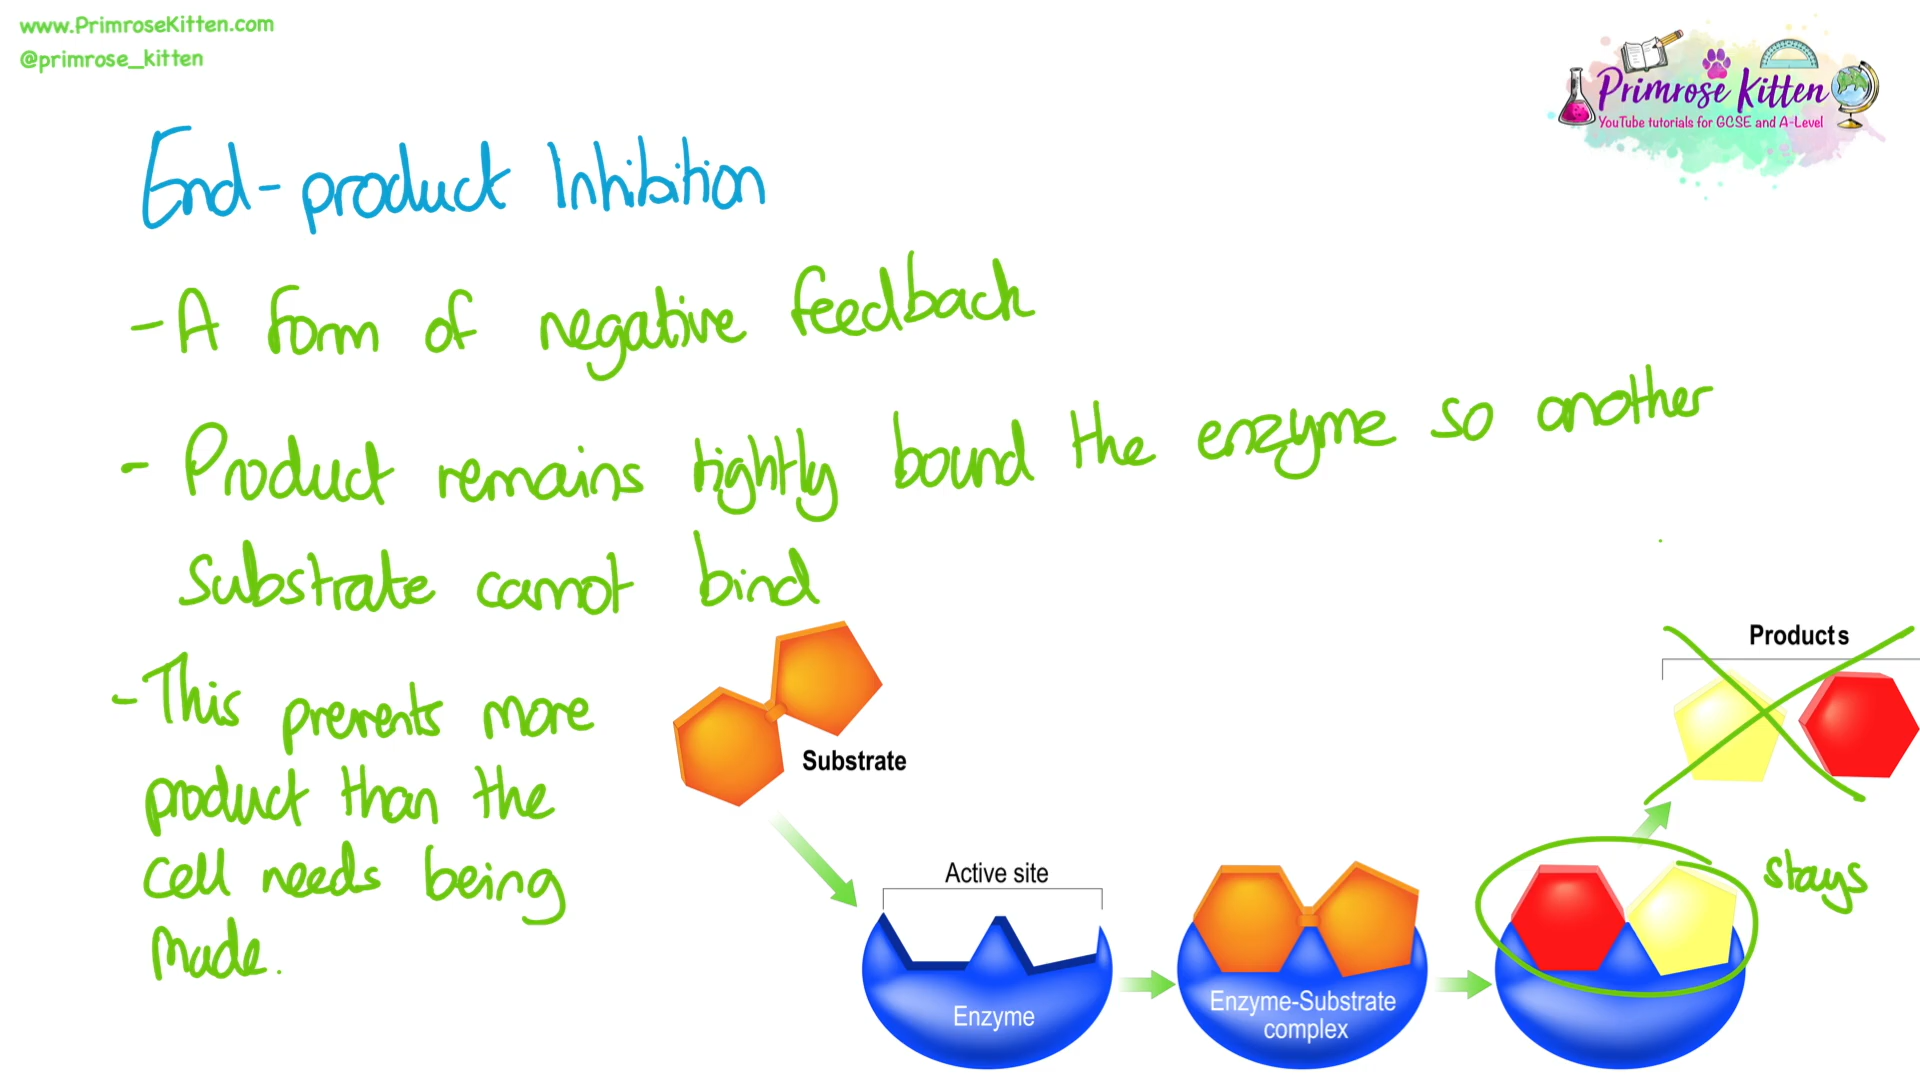 www.PrimroseKitten.com
@primrose_kitten
Primrose Kitten
YouTube tutorials for GCSE and A-Level
End-product Inhibition
- A form of negative feedback
- Product remains tightly bound the enzyme so another
substrate cannot bind
- This prevents more
product than the
cell needs being
made.
Substrate
Active site
Enzyme
Enzyme-Substrate
complex
Products
stays